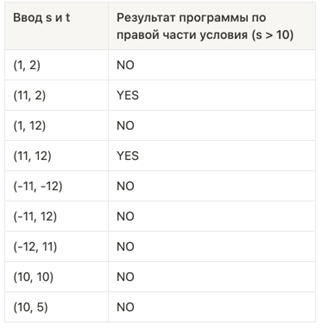 Ввод s и t	Результат программы по
правой части условия (s > 10)
(1, 2)	NO
(11, 2)	YES
(1, 12)	NO
(11, 12)	YES
(-11, -12)	NO
(-11, 12)	NO
(-12, 11)	NO
(10, 10)	NO
(10, 5)	NO